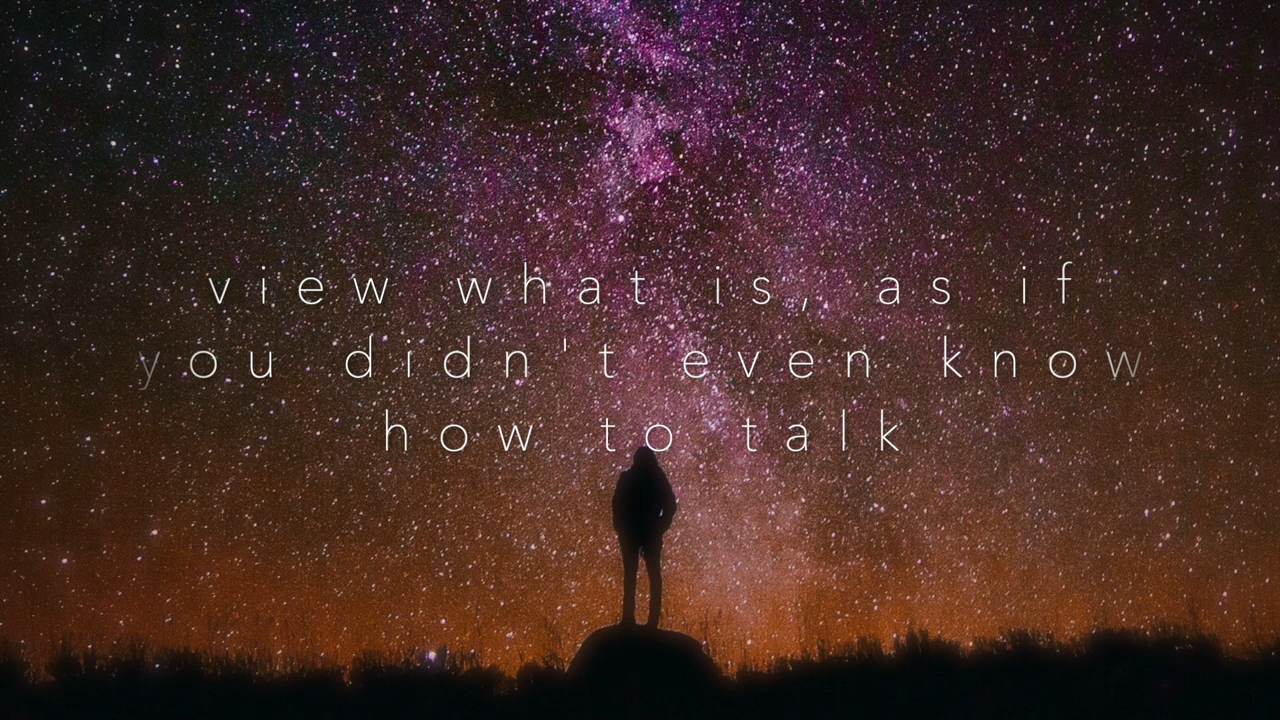 view what is, as if
you didn't even know
how to talk